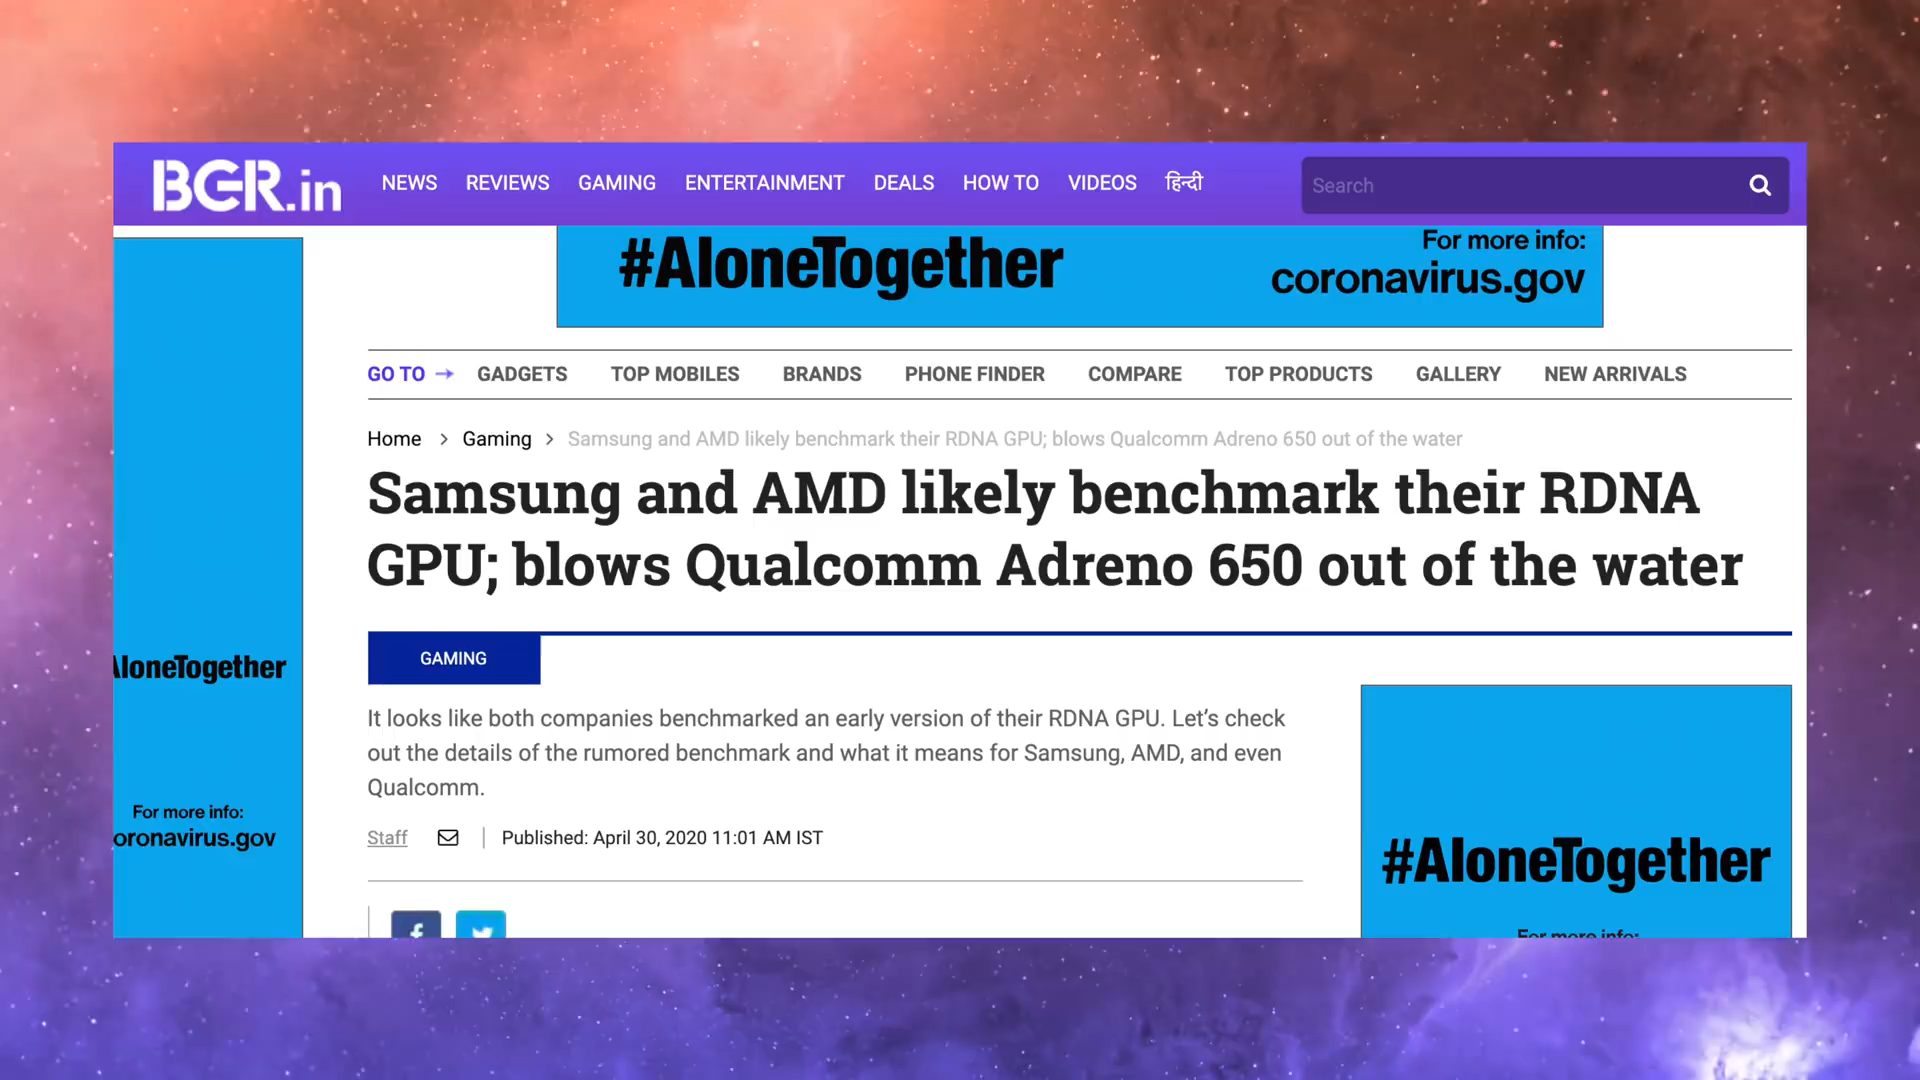 BGR.in
NEWS REVIEWS GAMING ENTERTAINMENT DEALS HOW TO VIDEOS हिन्दी
Search
#AloneTogether
For more info:
coronavirus.gov
GO TO → GADGETS TOP MOBILES BRANDS PHONE FINDER COMPARE TOP PRODUCTS GALLERY NEW ARRIVALS
Home > Gaming > Samsung and AMD likely benchmark their RDNA GPU; blows Qualcomm Adreno 650 out of the water
Samsung and AMD likely benchmark their RDNA
GPU; blows Qualcomm Adreno 650 out of the water
GAMING
It looks like both companies benchmarked an early version of their RDNA GPU. Let's check
out the details of the rumored benchmark and what it means for Samsung, AMD, and even
Qualcomm.
Staff | Published: April 30, 2020 11:01 AM IST
AloneTogether
For more info:
oronavirus.gov
#AloneTogether
For more info: